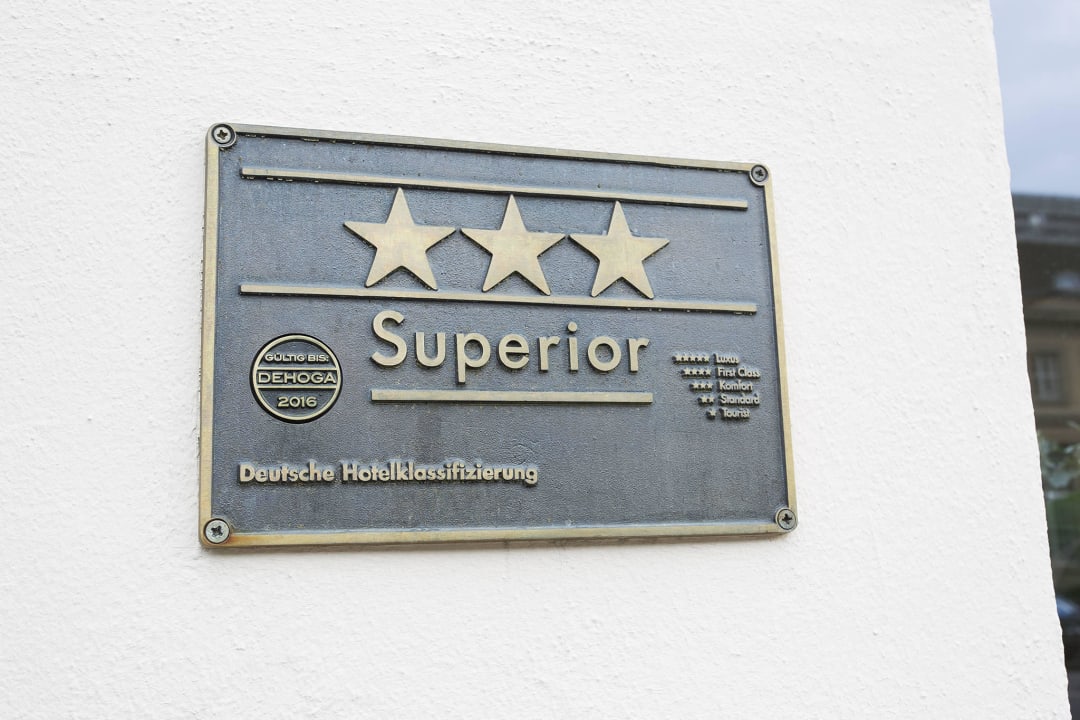 Superior
GÜLTIG BIS:
DEHOGA
2016
***** Luxus
**** First Class
*** Komfort
** Standard
* Tourist
Deutsche Hotelklassifizierung